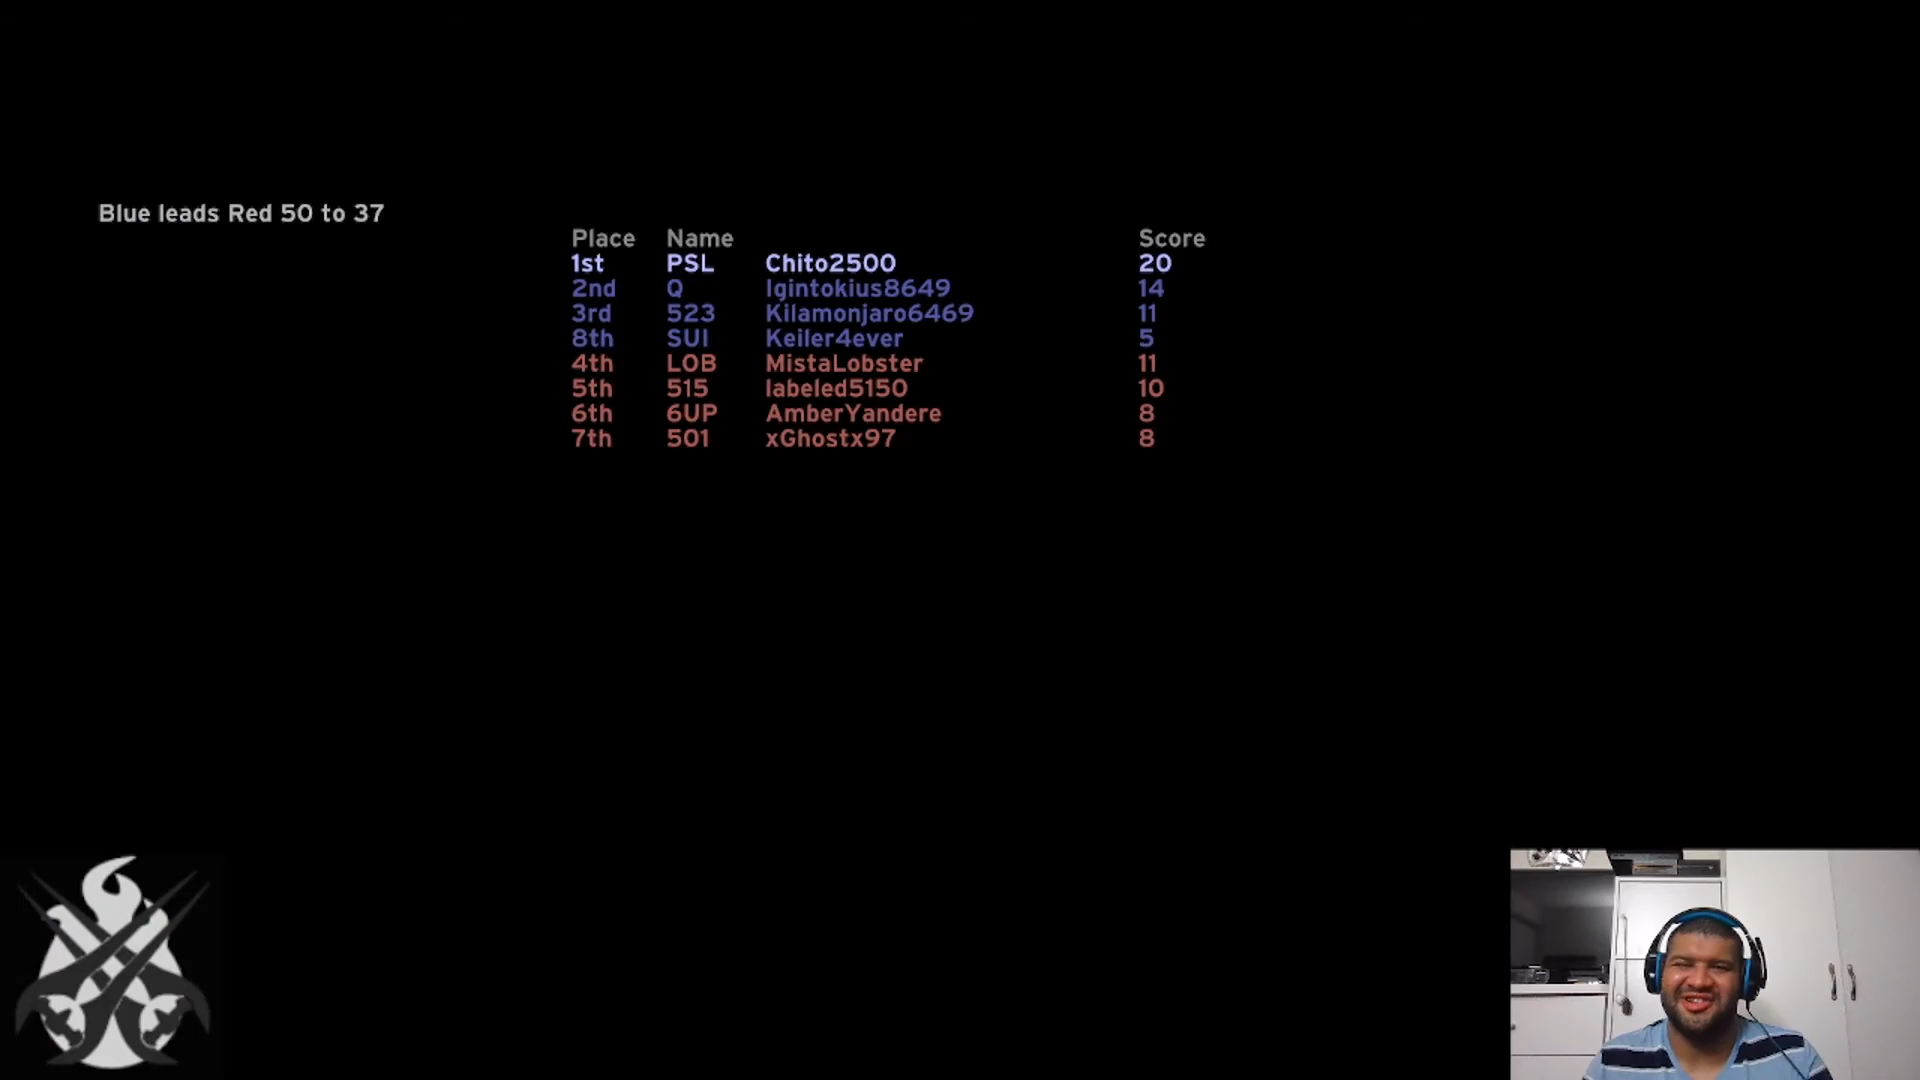 Blue leads Red 50 to 37
Place Name Score
1st PSL Chito2500 20
2nd Q Igintokius8649 14
3rd 523 Kilamonjaro6469 11
8th SUI Keiler4ever 5
4th LOB MistaLobster 11
5th 515 labeled5150 10
6th 6UP AmberYandere 8
7th 501 xGhostx97 8